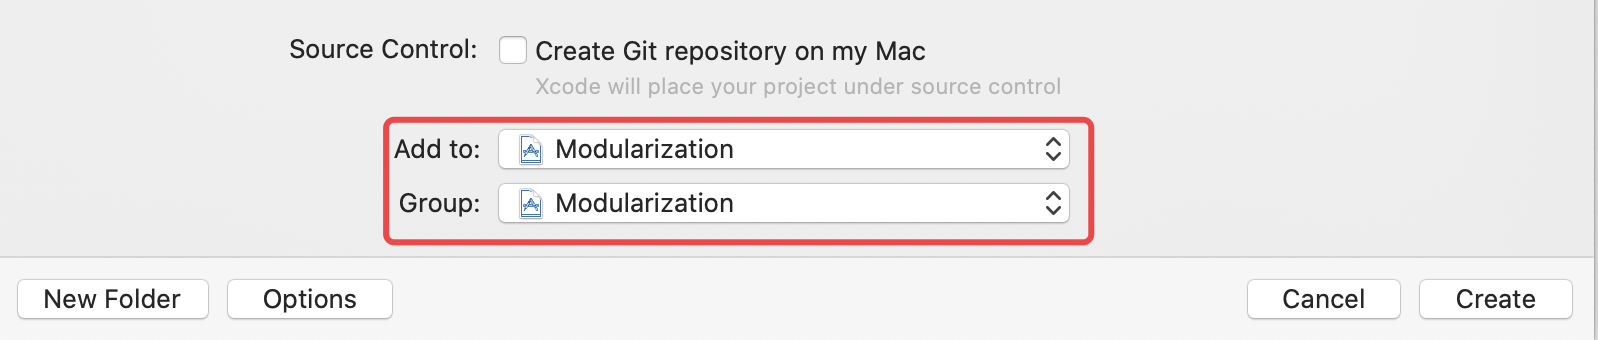 Source Control: Create Git repository on my Mac
Xcode will place your project under source control
Add to: Modularization
Group: Modularization
New Folder Options Cancel Create